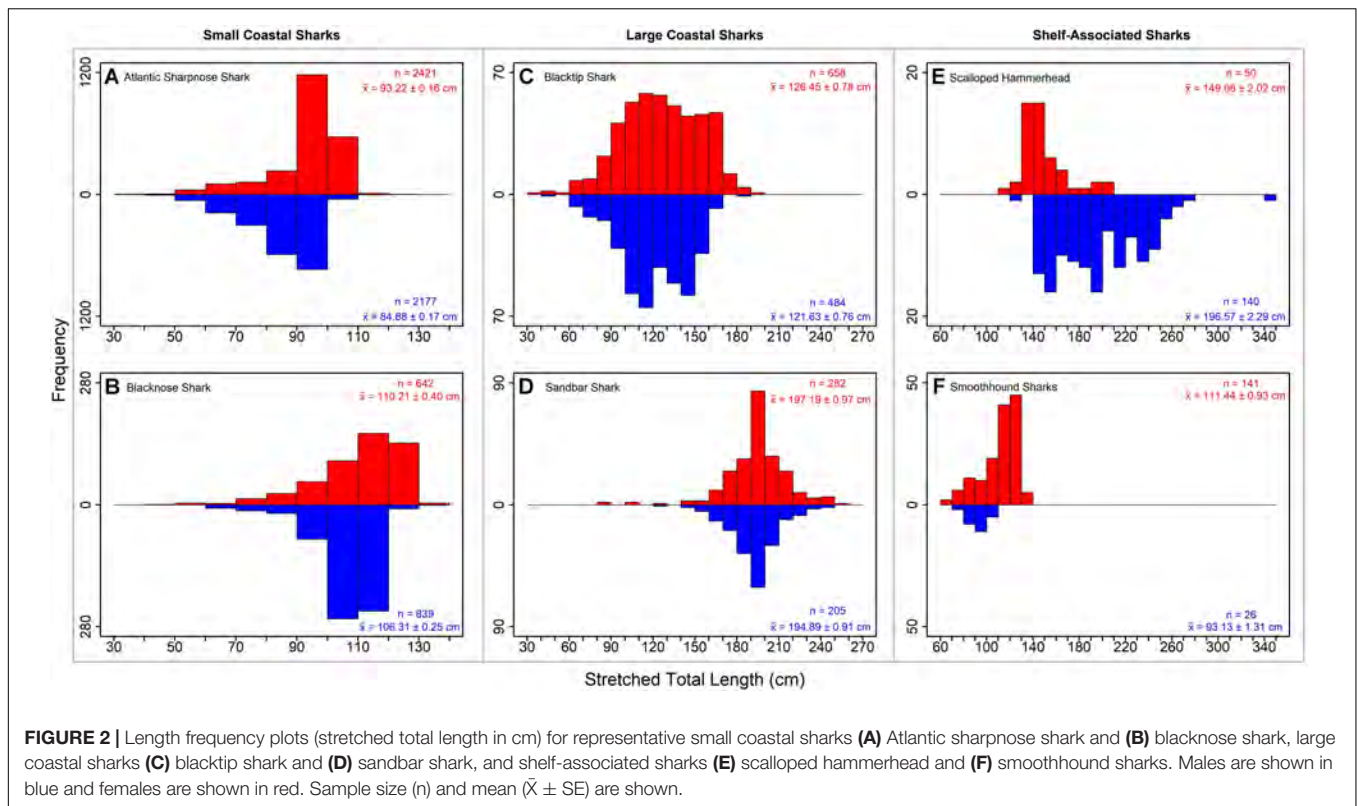 Small Coastal Sharks
Large Coastal Sharks
Shelf-Associated Sharks
Frequency
A Atlantic Sharpnose Shark
n = 2421
x̄ = 93.22 ± 0.16 cm
1200
0
1200
n = 2177
x̄ = 84.88 ± 0.17 cm
30 50 70 90 110 130
C Blacktip Shark
n = 658
x̄ = 126.45 ± 0.78 cm
70
0
70
n = 484
x̄ = 121.63 ± 0.76 cm
30 60 90 120 150 180 210 240 270
E Scalloped Hammerhead
n = 50
x̄ = 149.06 ± 2.02 cm
20
0
20
n = 140
x̄ = 196.57 ± 2.29 cm
60 100 140 180 220 260 300 340
B Blacknose Shark
n = 642
x̄ = 110.21 ± 0.40 cm
280
0
280
n = 839
x̄ = 106.31 ± 0.25 cm
30 50 70 90 110 130
D Sandbar Shark
n = 282
x̄ = 197.19 ± 0.97 cm
90
0
90
n = 205
x̄ = 194.89 ± 0.91 cm
30 60 90 120 150 180 210 240 270
F Smoothhound Sharks
n = 141
x̄ = 111.44 ± 0.93 cm
50
0
50
n = 26
x̄ = 93.13 ± 1.31 cm
60 100 140 180 220 260 300 340
Stretched Total Length (cm)
FIGURE 2 | Length frequency plots (stretched total length in cm) for representative small coastal sharks (A) Atlantic sharpnose shark and (B) blacknose shark, large
coastal sharks (C) blacktip shark and (D) sandbar shark, and shelf-associated sharks (E) scalloped hammerhead and (F) smoothhound sharks. Males are shown in
blue and females are shown in red. Sample size (n) and mean (X̄ ± SE) are shown.